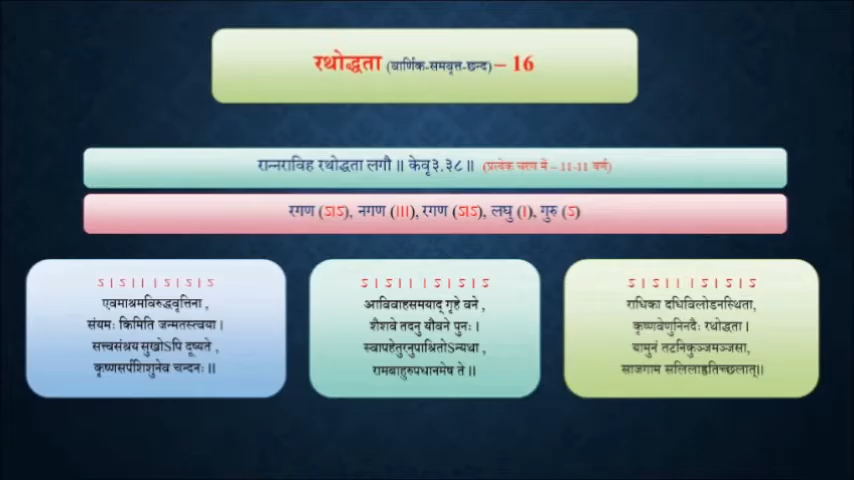 रथोद्धता (वार्णिक-समवृत्त-छन्द) – 16
रान्नराविह रथोद्धता लगौ ॥ केवृ३.३८॥ (प्रत्येक चरण में – 11-11 वर्ण)
रगण (ऽ।ऽ), नगण (।।।), रगण (ऽ।ऽ), लघु (।), गुरु (ऽ)
ऽ । ऽ । । । ऽ । ऽ । ऽ
एवमाश्रमविरुद्धवृत्तिना ,
संयमः किमिति जन्मतस्त्वया ।
सत्त्वसंश्रय सुखोऽपि दूष्यते ,
कृष्णसर्पशिशुनेव चन्दनः ॥
ऽ । ऽ । । । ऽ । ऽ । ऽ
आविवाहसमयाद् गृहे वने ,
शैशवे तदनु यौवने पुनः ।
स्वापहेतुरनुपाश्रितोऽन्यथा ,
रामबाहुरुपधानमेष ते ॥
ऽ । ऽ । । । ऽ । ऽ । ऽ
राधिका दधिविलोडनस्थिता,
कृष्णवेणुनिनदैः रथोद्धता ।
यामुनं तटनिकुञ्जमञ्जसा,
साजगाम सलिलाहृतिच्छलात्॥